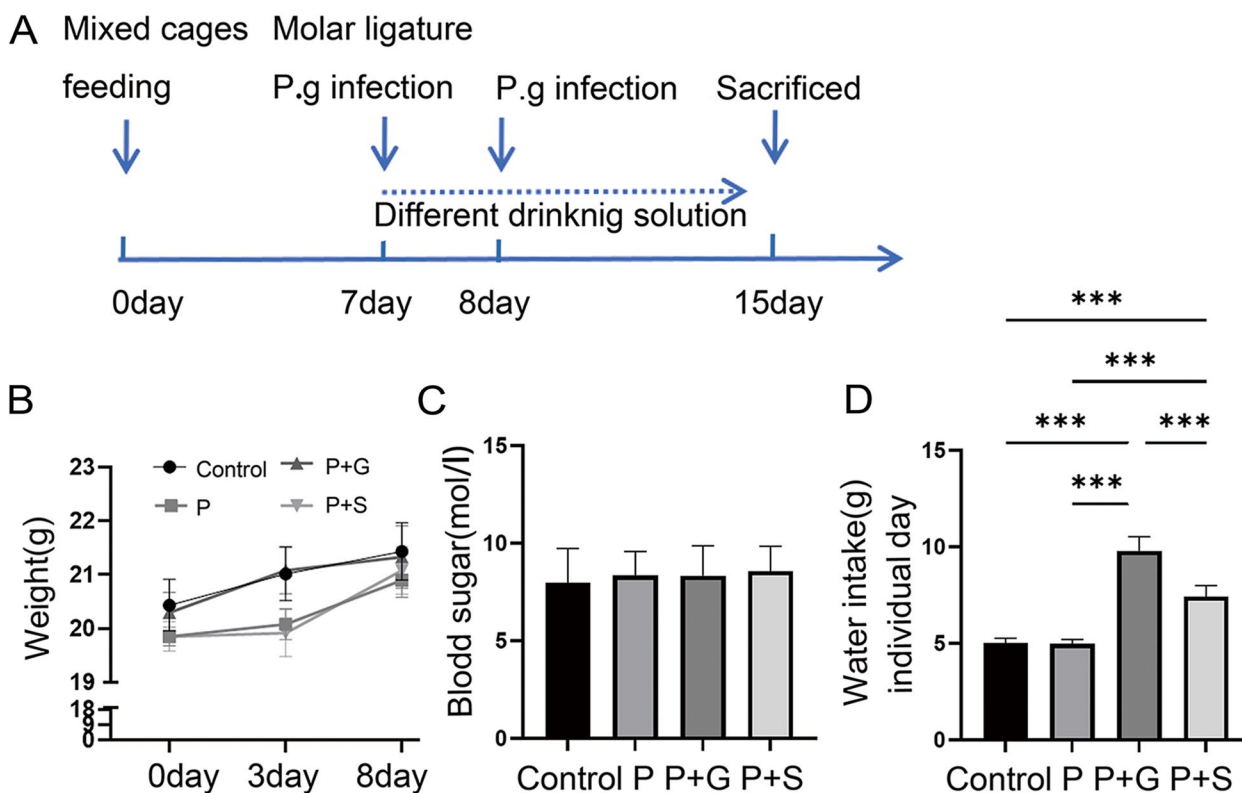 A Mixed cages Molar ligature
feeding P.g infection P.g infection Sacrificed
Different drinknig solution
0day 7day 8day 15day
B
Weight(g)
Control P+G
P P+S
23
22
21
20
19
18
9
0
0day 3day 8day
C
Blodd sugar(mol/l)
15
10
5
0
Control P P+G P+S
D
Water intake(g)
individual day
***
***
*** ***
***
15
10
5
0
Control P P+G P+S